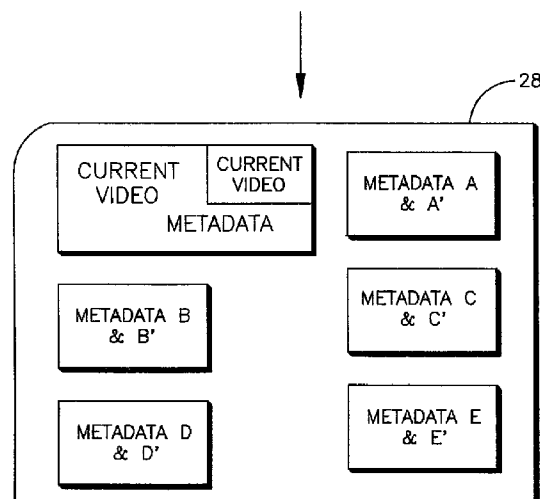 28
CURRENT
VIDEO
CURRENT
VIDEO
METADATA
METADATA A
& A'
METADATA B
& B'
METADATA C
& C'
METADATA D
& D'
METADATA E
& E'